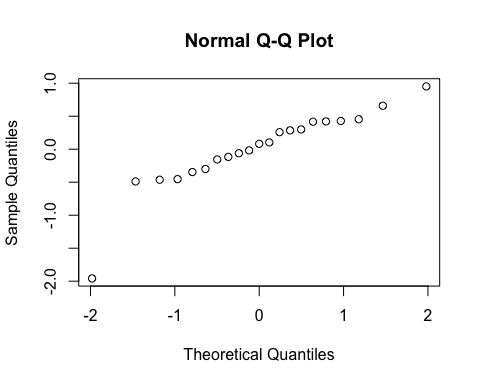 Normal Q-Q Plot
Sample Quantiles
1.0
0.0
-1.0
-2.0
-2 -1 0 1 2
Theoretical Quantiles